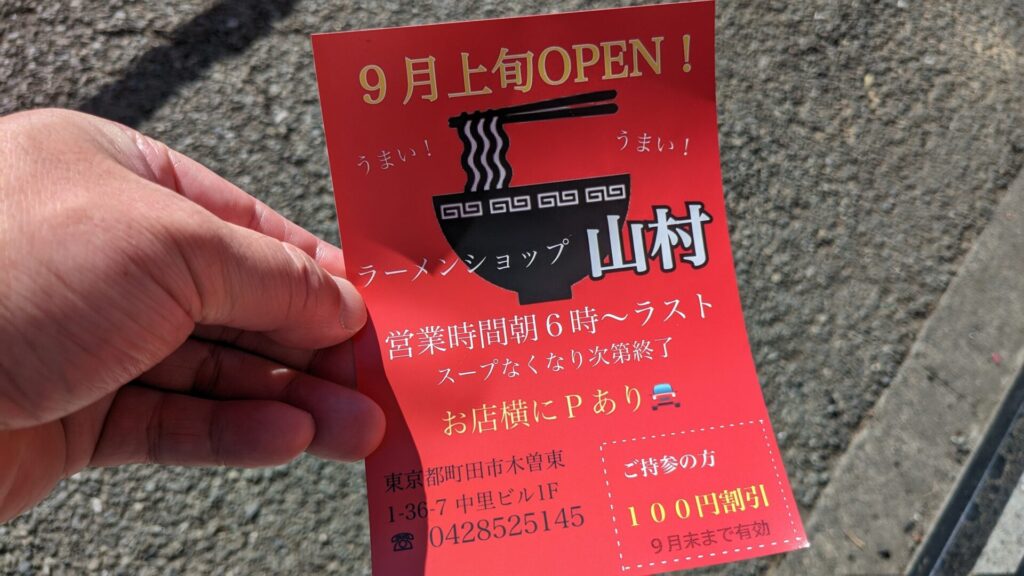 ９月上旬OPEN！
うまい！
うまい！
ラーメンショップ 山村
営業時間朝６時～ラスト
スープなくなり次第終了
お店横にＰあり🚘
東京都町田市木曽東
1-36-7 中里ビル1F
☎ 0428525145
ご持参の方
１００円割引
９月末まで有効